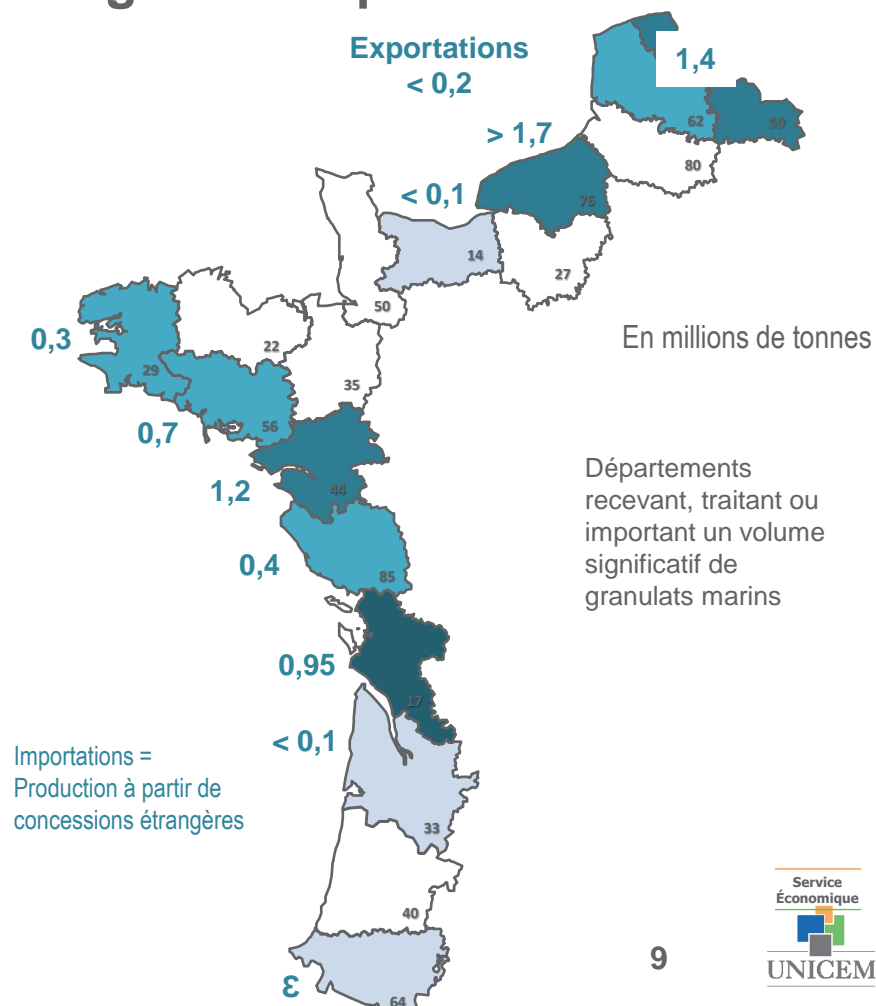 Exportations
< 0,2
1,4
62
59
> 1,7
80
< 0,1
76
14
27
50
0,3
22
En millions de tonnes
29
35
0,7
56
1,2
44
Départements
recevant, traitant ou
important un volume
significatif de
granulats marins
0,4
85
0,95
17
< 0,1
Importations =
Production à partir de
concessions étrangères
33
40
Service
Économique
9
UNICEM
ε
64